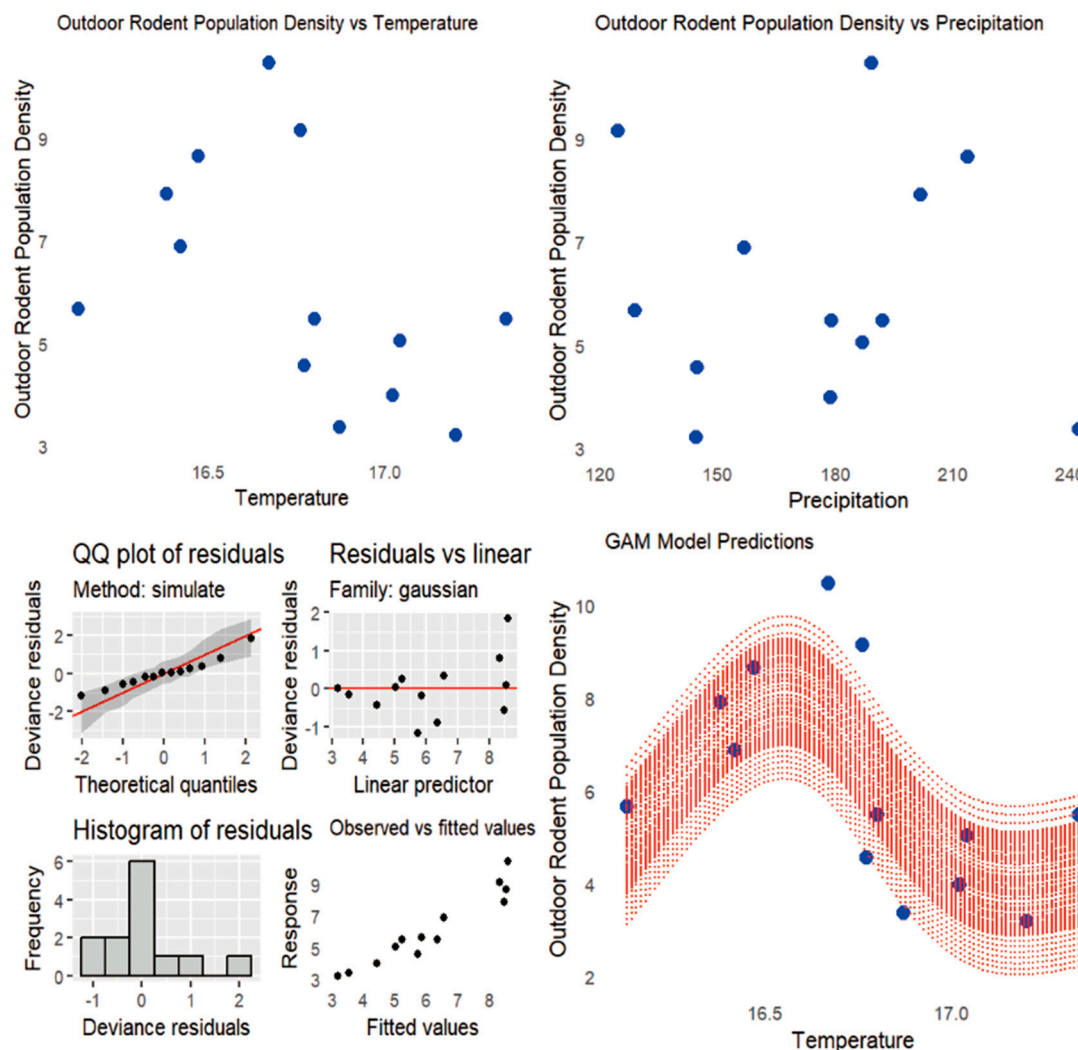 Outdoor Rodent Population Density vs Temperature
Outdoor Rodent Population Density
9
7
5
3
16.5 17.0
Temperature
Outdoor Rodent Population Density vs Precipitation
Outdoor Rodent Population Density
9
7
5
3
120 150 180 210 240
Precipitation
QQ plot of residuals
Method: simulate
Deviance residuals
2
0
-2
-2 -1 0 1 2
Theoretical quantiles
Residuals vs linear
Family: gaussian
Deviance residuals
2
1
0
-1
3 4 5 6 7 8
Linear predictor
Histogram of residuals
Frequency
6
4
2
0
-1 0 1 2
Deviance residuals
Observed vs fitted values
Response
9
7
5
3
3 4 5 6 7 8
Fitted values
GAM Model Predictions
Outdoor Rodent Population Density
10
8
6
4
2
16.5 17.0
Temperature